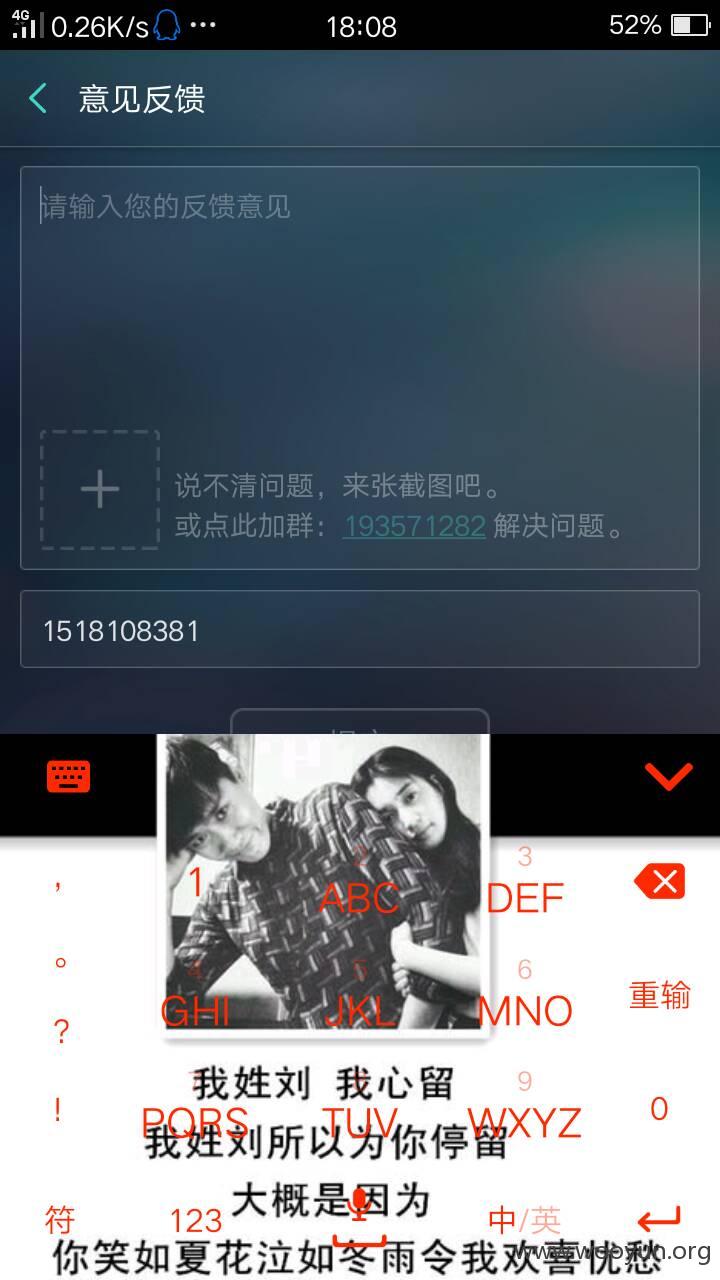 4G 0.26K/s ... 18:08 52%
意见反馈
请输入您的反馈意见
说不清问题，来张截图吧。
或点此加群：193571282 解决问题。
1518108381
， 1 2 ABC 3 DEF
。
4 GHI 5 JKL 6 MNO 重输
？
我姓刘 我心留
! 7 PQRS 8 TUV 9 WXYZ 0
我姓刘所以为你停留
大概是因为
符 123 中/英
你笑如夏花泣如冬雨令我欢喜忧愁
www.wooyun.org